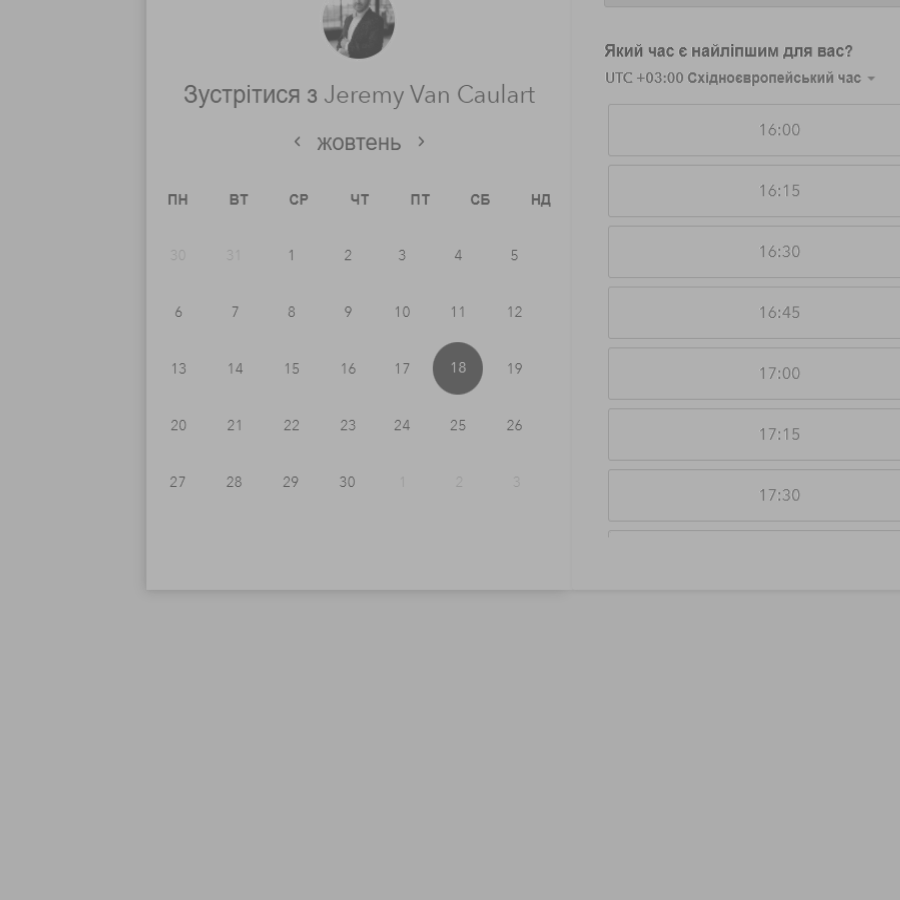 Зустрітися з Jeremy Van Caulart
жовтень
ПН ВТ СР ЧТ ПТ СБ НД
30 31 1 2 3 4 5
6 7 8 9 10 11 12
13 14 15 16 17 18 19
20 21 22 23 24 25 26
27 28 29 30 1 2 3
Який час є найліпшим для вас?
UTC +03:00 Східноєвропейський час
16:00
16:15
16:30
16:45
17:00
17:15
17:30